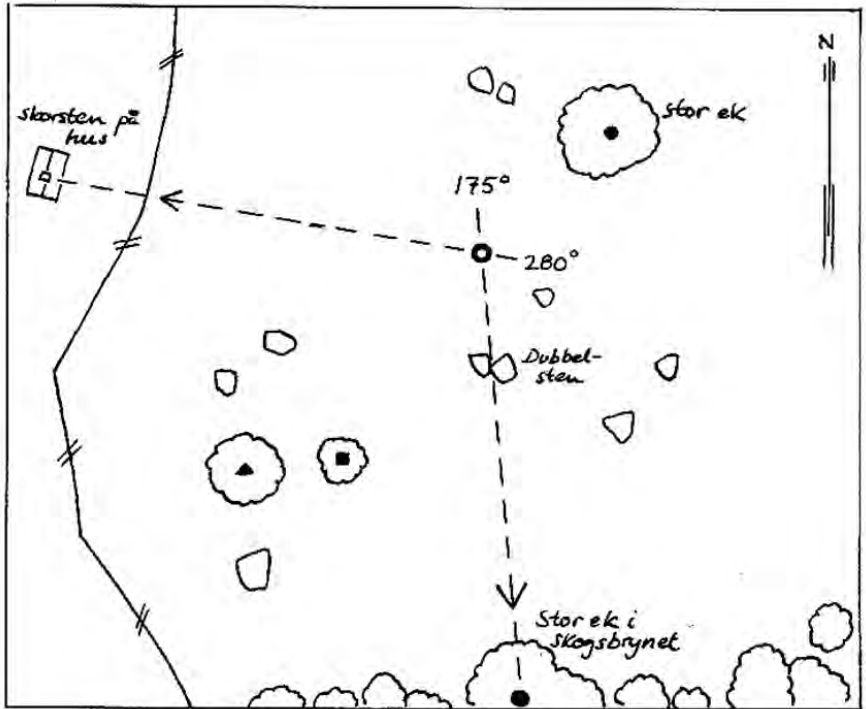 N
stor ek
skorsten på
hus
175°
280°
Dubbel-
sten
Stor ek i
skogsbrynet